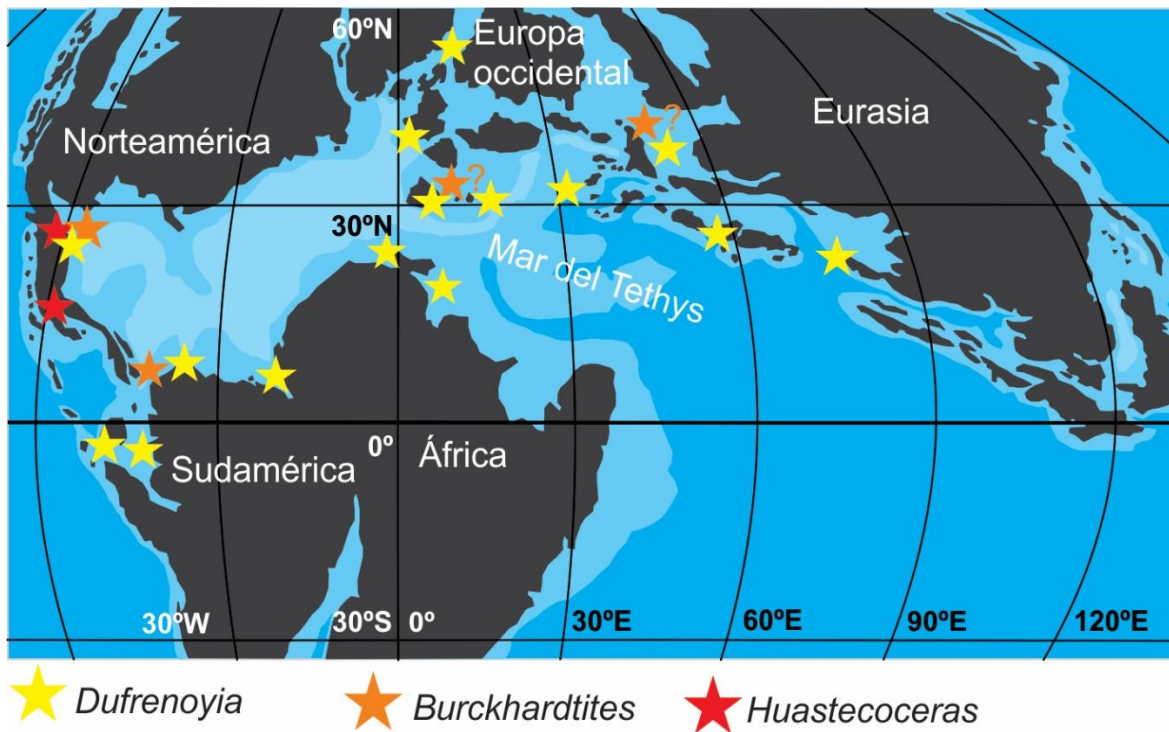 60ºN
Europa
occidental
Eurasia
Norteamérica
?
?
30ºN
Mar del Tethys
0º
África
Sudamérica
30ºW
30ºS
0º
30ºE
60ºE
90ºE
120ºE
Dufrenoyia
Burckhardtites
Huastecoceras